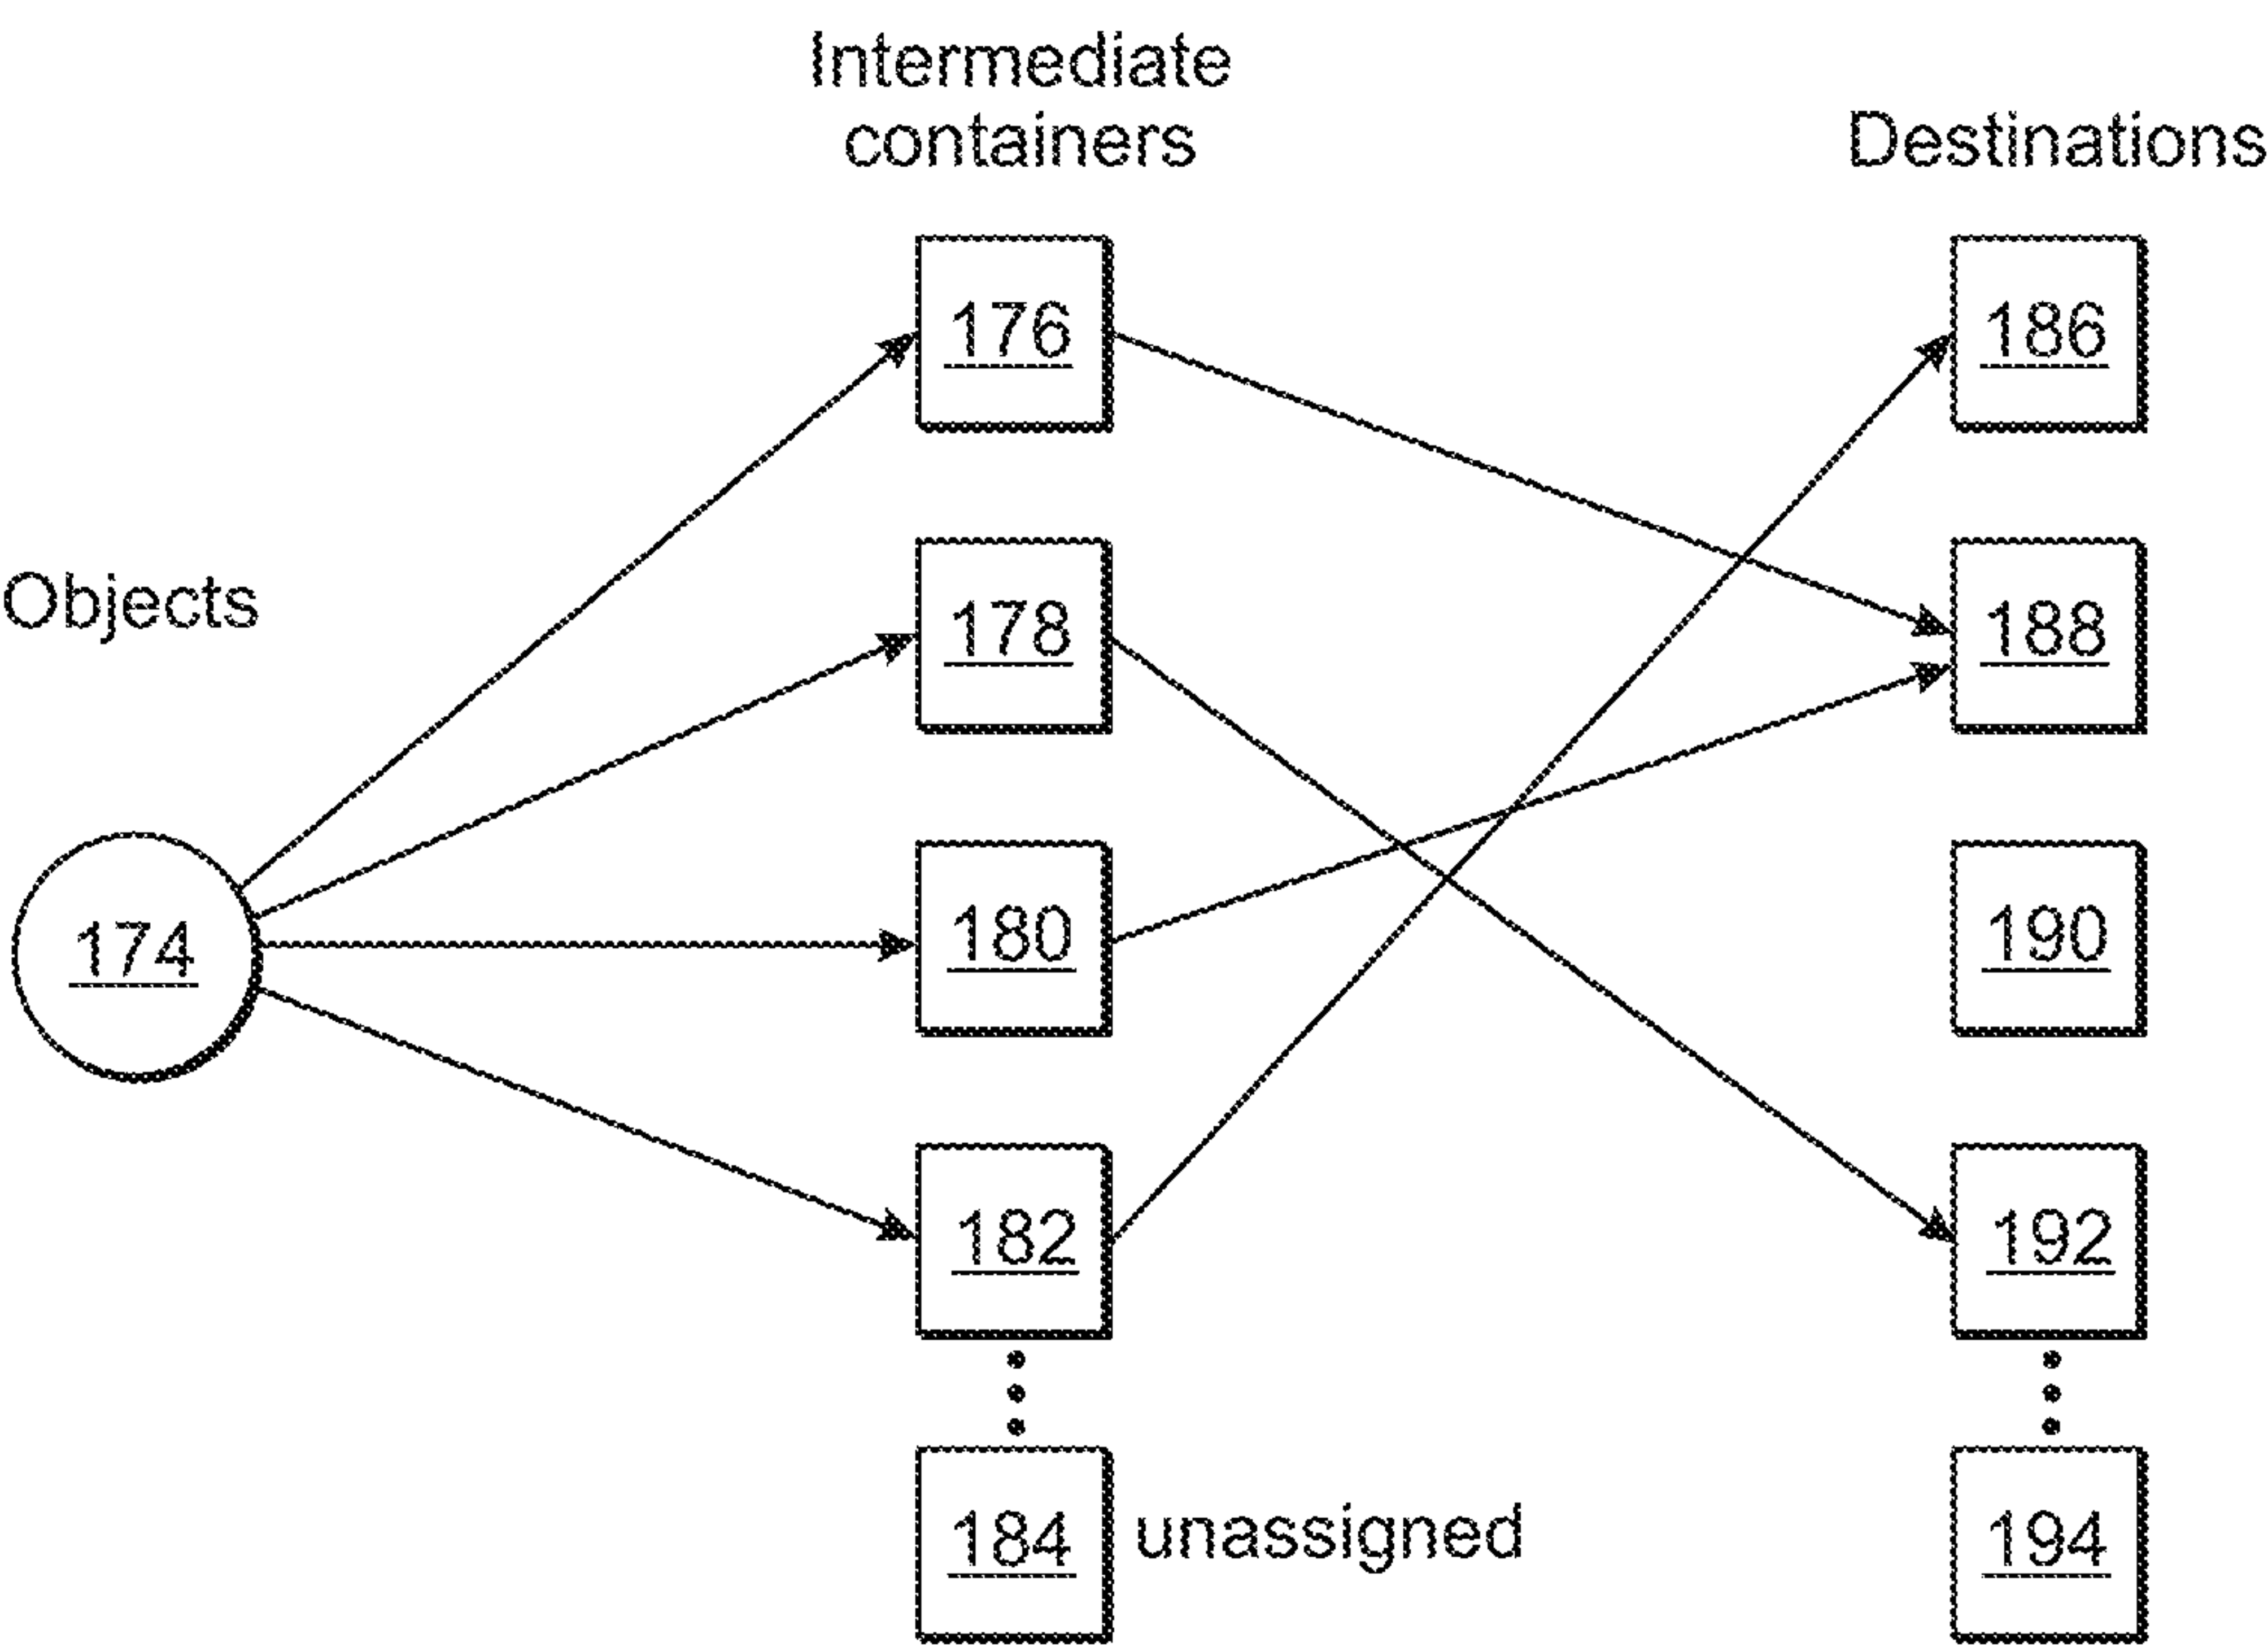 Intermediate
containers
Destinations
176
186
Objects
178
188
174
180
190
182
192
184 unassigned
194